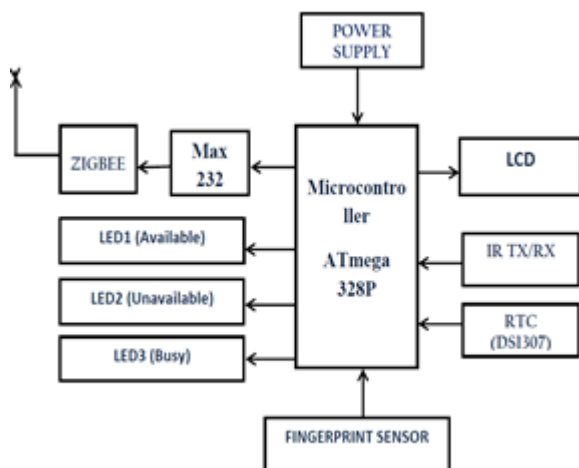 POWER
SUPPLY
ZIGBEE
Max
232
Microcontro
ller
ATmega
328P
LCD
LED1 (Available)
IR TX/RX
LED2 (Unavailable)
RTC
(DS1307)
LED3 (Busy)
FINGERPRINT SENSOR